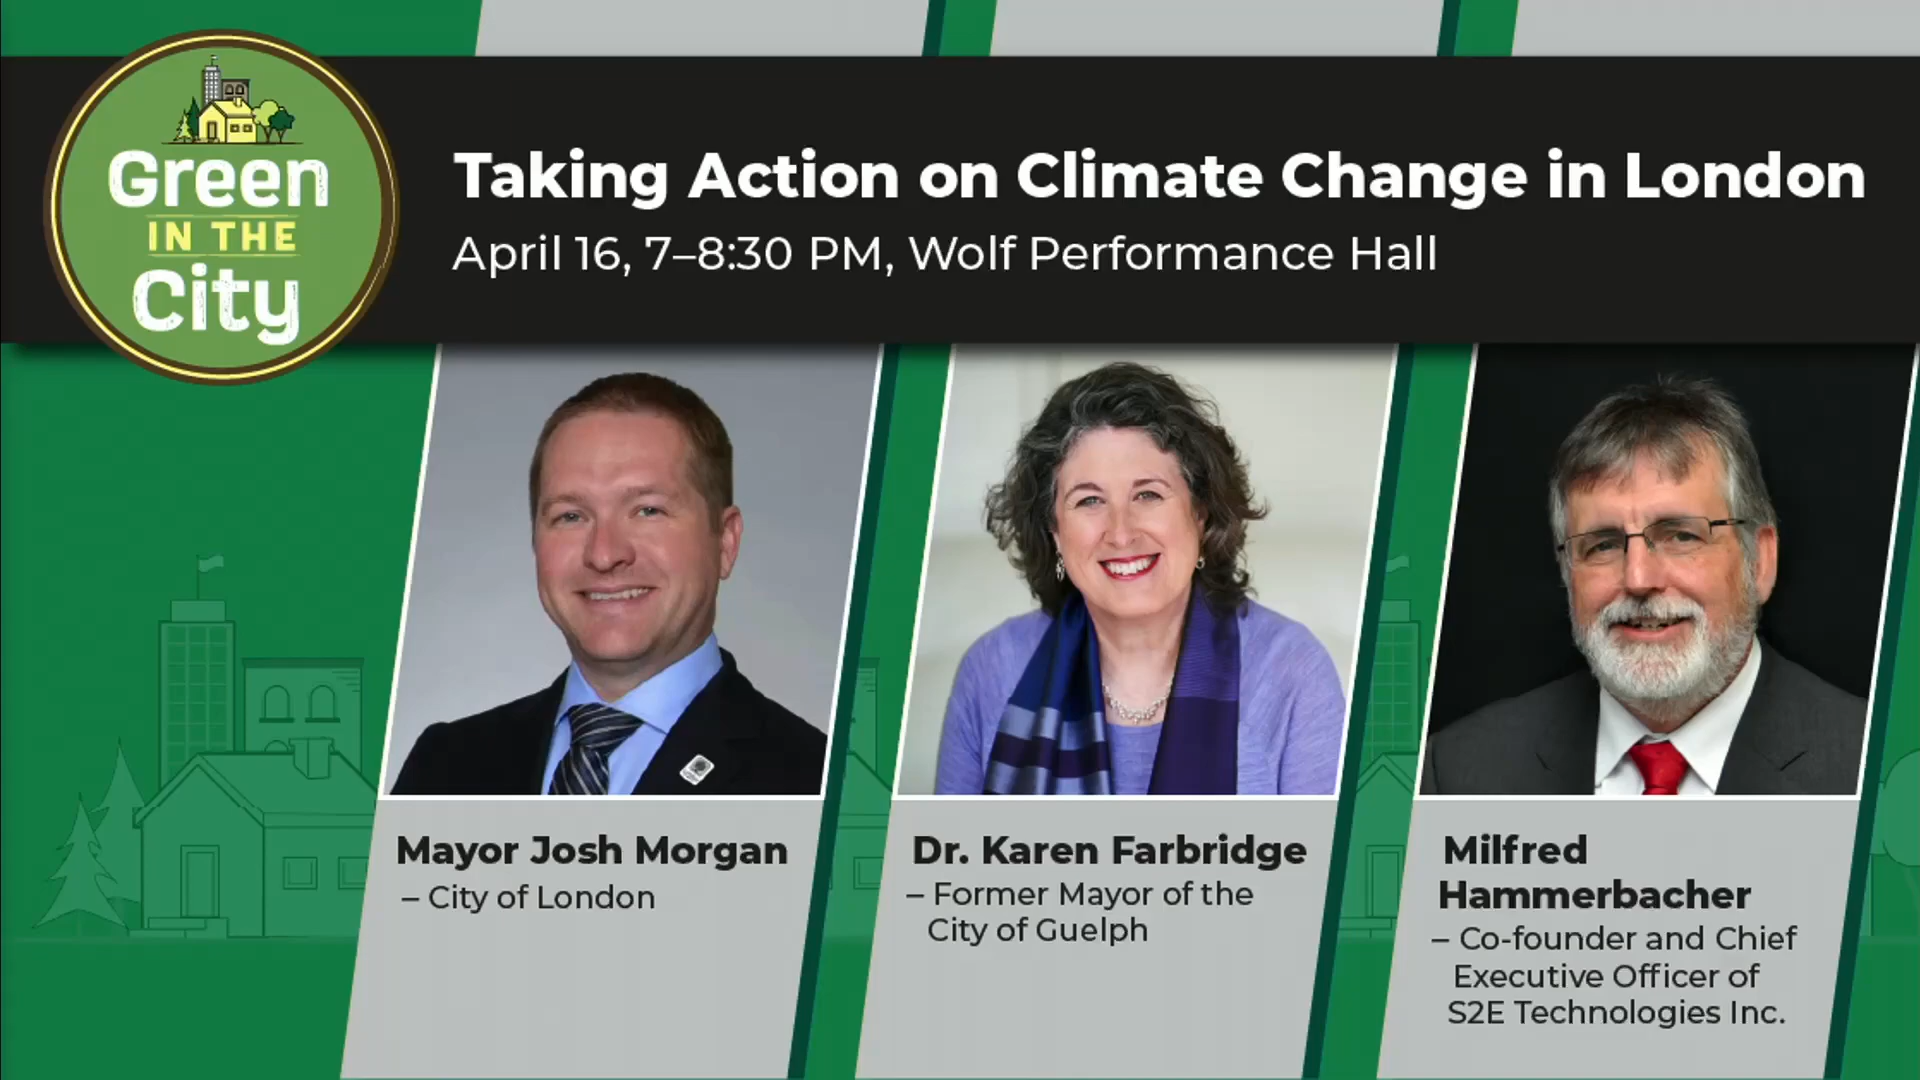 Green
IN THE
City
Taking Action on Climate Change in London
April 16, 7–8:30 PM, Wolf Performance Hall
Mayor Josh Morgan
– City of London
Dr. Karen Farbridge
– Former Mayor of the
City of Guelph
Milfred
Hammerbacher
– Co-founder and Chief
Executive Officer of
S2E Technologies Inc.